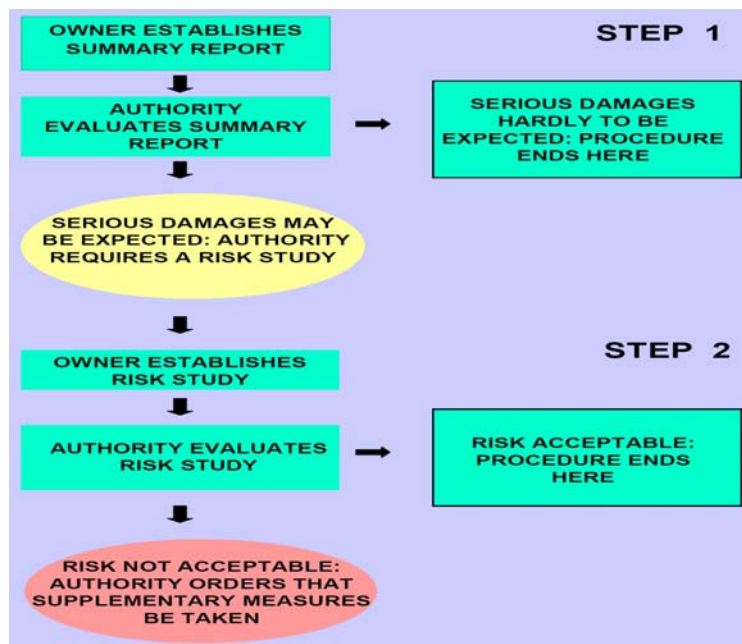 OWNER ESTABLISHES
SUMMARY REPORT
STEP 1
AUTHORITY
EVALUATES SUMMARY
REPORT
SERIOUS DAMAGES
HARDLY TO BE
EXPECTED: PROCEDURE
ENDS HERE
SERIOUS DAMAGES MAY
BE EXPECTED: AUTHORITY
REQUIRES A RISK STUDY
STEP 2
OWNER ESTABLISHES
RISK STUDY
AUTHORITY EVALUATES
RISK STUDY
RISK ACCEPTABLE:
PROCEDURE ENDS
HERE
RISK NOT ACCEPTABLE:
AUTHORITY ORDERS THAT
SUPPLEMENTARY MEASURES
BE TAKEN